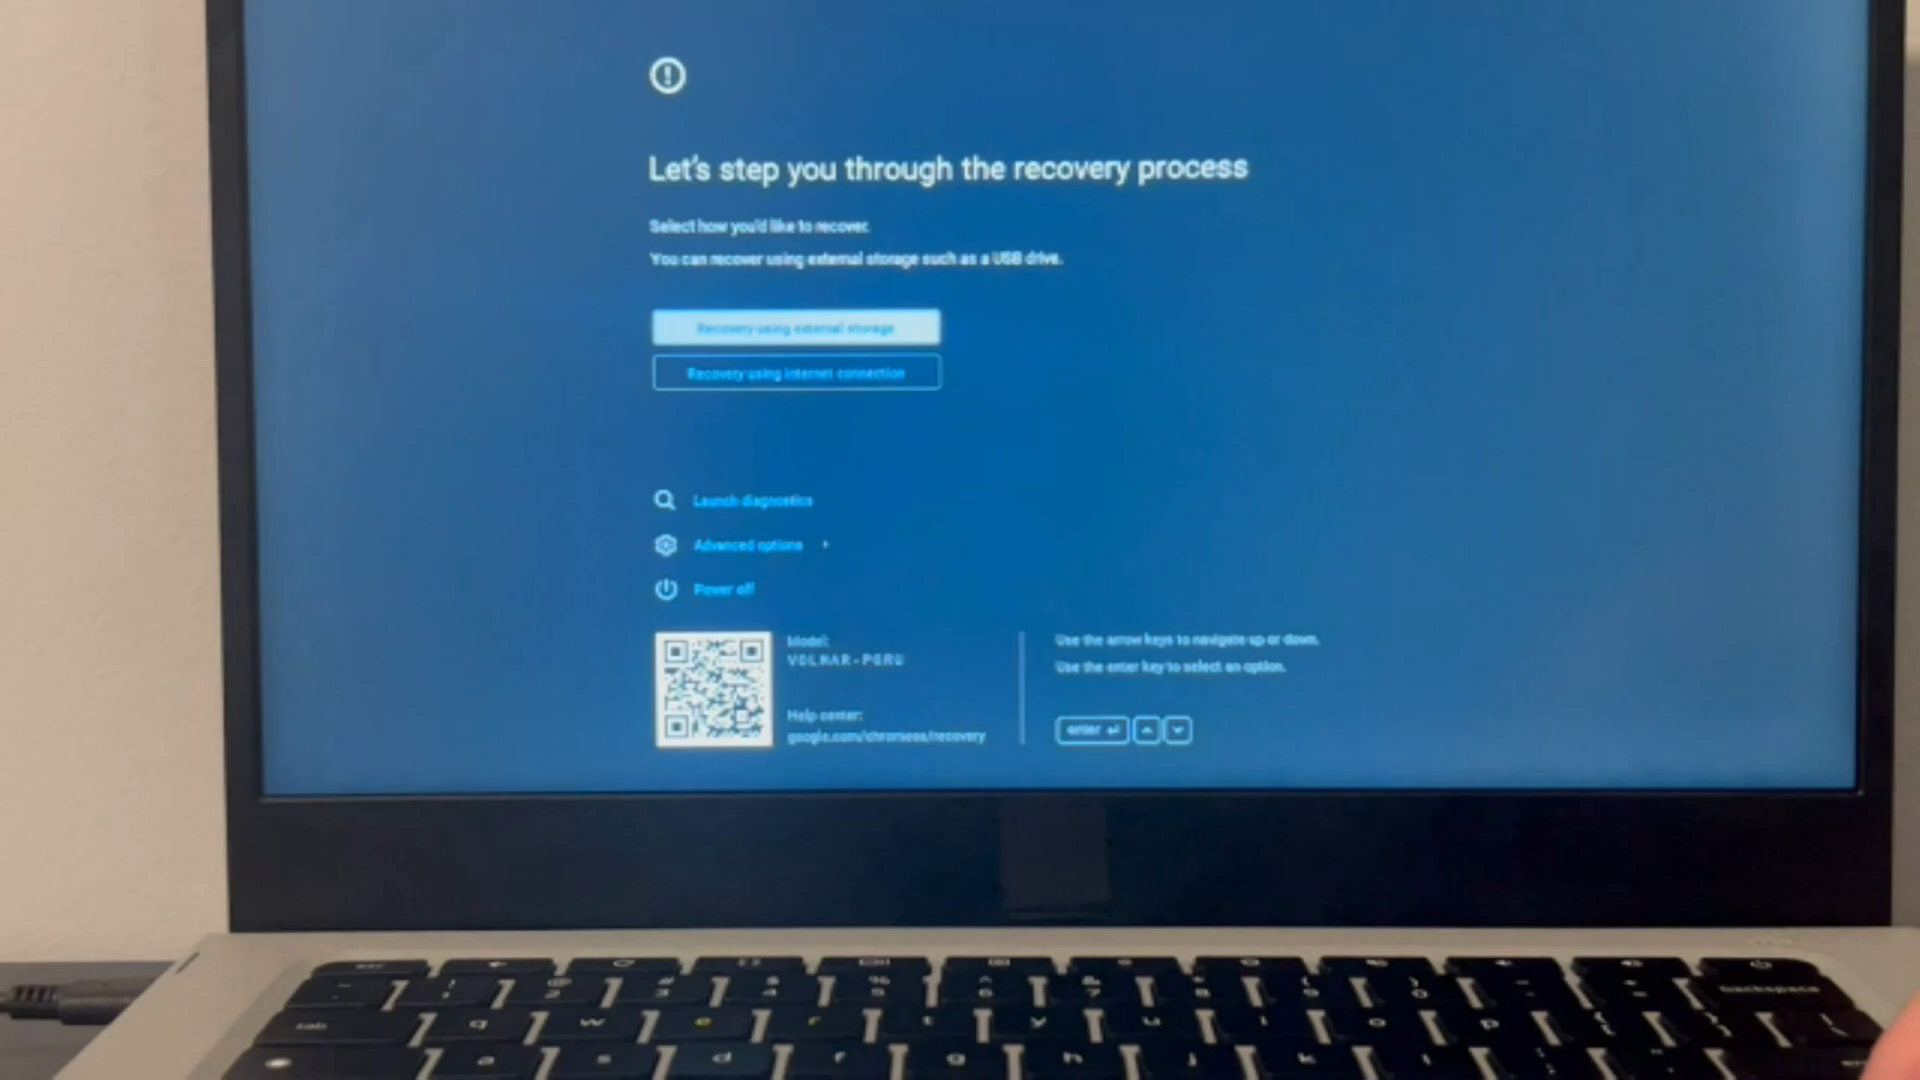 Let's step you through the recovery process
Select how you'd like to recover.
You can recover using external storage such as a USB drive.
Recovery using external storage
Recovery using internet connection
Launch diagnostics
Advanced options
Power off
Model:
Help center:
google.com/chromeos/recovery
Use the arrow keys to navigate up or down.
Use the enter key to select an option.
enter
backspace
tab
q w e r t y u i o p
a s d f g h j k l